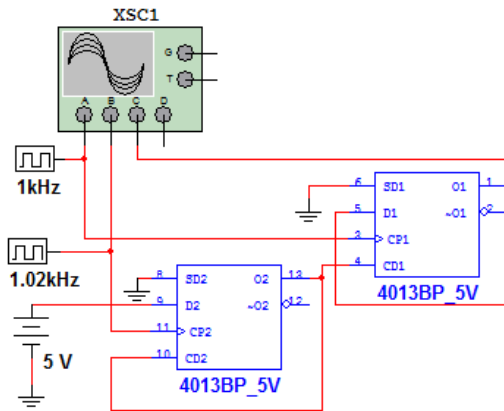 XSC1
G
T
A B C D
1kHz
1.02kHz
5 V
6 SD1 O1 1
5 D1 ~O1 2
3 CP1
4 CD1
4013BP_5V
8 SD2 O2 13
9 D2 ~O2 12
11 CP2
10 CD2
4013BP_5V